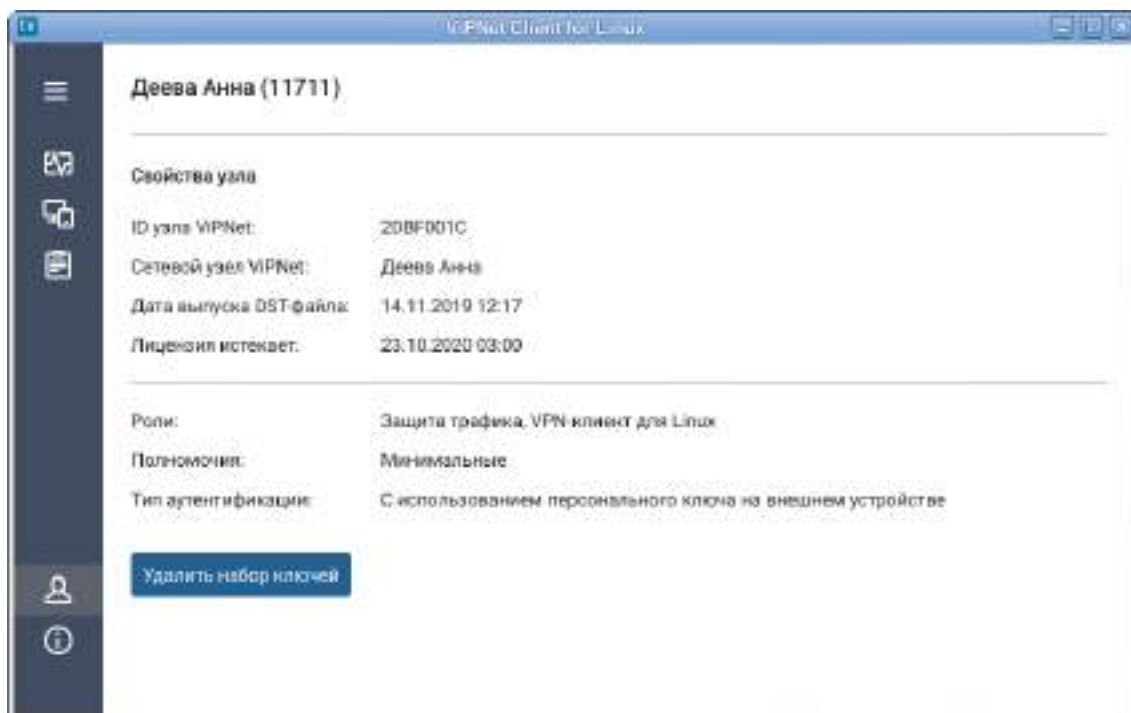 ViPNet Client for Linux
Деева Анна (11711)
Свойства узла
ID узла ViPNet: 2DBF001C
Сетевой узел ViPNet: Деева Анна
Дата выпуска DST-файла: 14.11.2019 12:17
Лицензия истекает: 23.10.2020 03:00
Роли: Защита трафика, VPN-клиент для Linux
Полномочия: Минимальные
Тип аутентификации: С использованием персонального ключа на внешнем устройстве
Удалить набор ключей